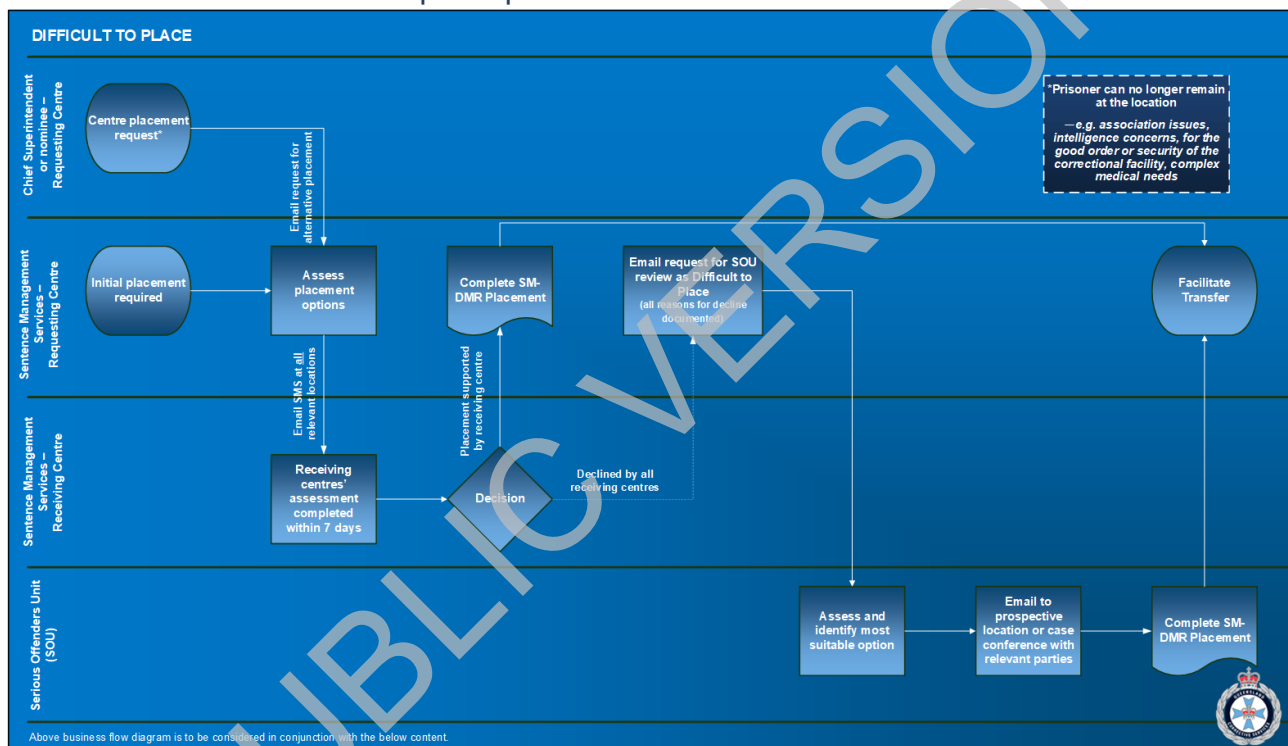 DIFFICULT TO PLACE
Chief Superintendent
or nominee –
Requesting Centre
Centre placement
request*
Email request for
alternative placement
*Prisoner can no longer remain
at the location
—e.g. association issues,
intelligence concerns, for the
good order or security of the
correctional facility, complex
medical needs
Sentence Management
Services –
Requesting Centre
Initial placement
required
Assess
placement
options
Complete SM-
DMR Placement
Email request for SOU
review as Difficult to
Place
(all reasons for decline
documented)
Facilitate
Transfer
Email SMS at all
relevant locations
Placement supported
by receiving centre
Sentence Management
Services –
Receiving Centre
Receiving
centres'
assessment
completed
within 7 days
Decision
Declined by all
receiving centres
Serious Offenders Unit
(SOU)
Assess and
identify most
suitable option
Email to
prospective
location or case
conference with
relevant parties
Complete SM-
DMR Placement
Above business flow diagram is to be considered in conjunction with the below content.
UBLIC VERSION
QUEENSLAND
CORRECTIVE SERVICES